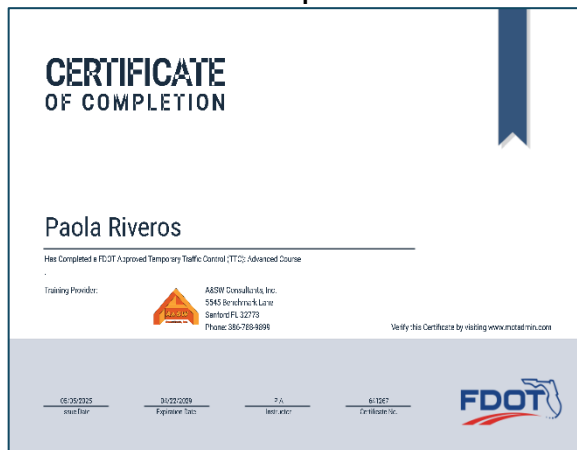 CERTIFICATE
OF COMPLETION
Paola Riveros
Has Completed a FDOT Approved Temporary Traffic Control (TTC) Advanced Course
.
Training Provider:
A&SW Consultants, Inc.
5545 Benchmark Lane
Sanford FL 32773
Phone: 386-788-9899
Verify this Certificate by visiting www.motadmin.com
A&SW
2025
Issue Date
Expiration Date
Instructor
Certificate No.
FDOT